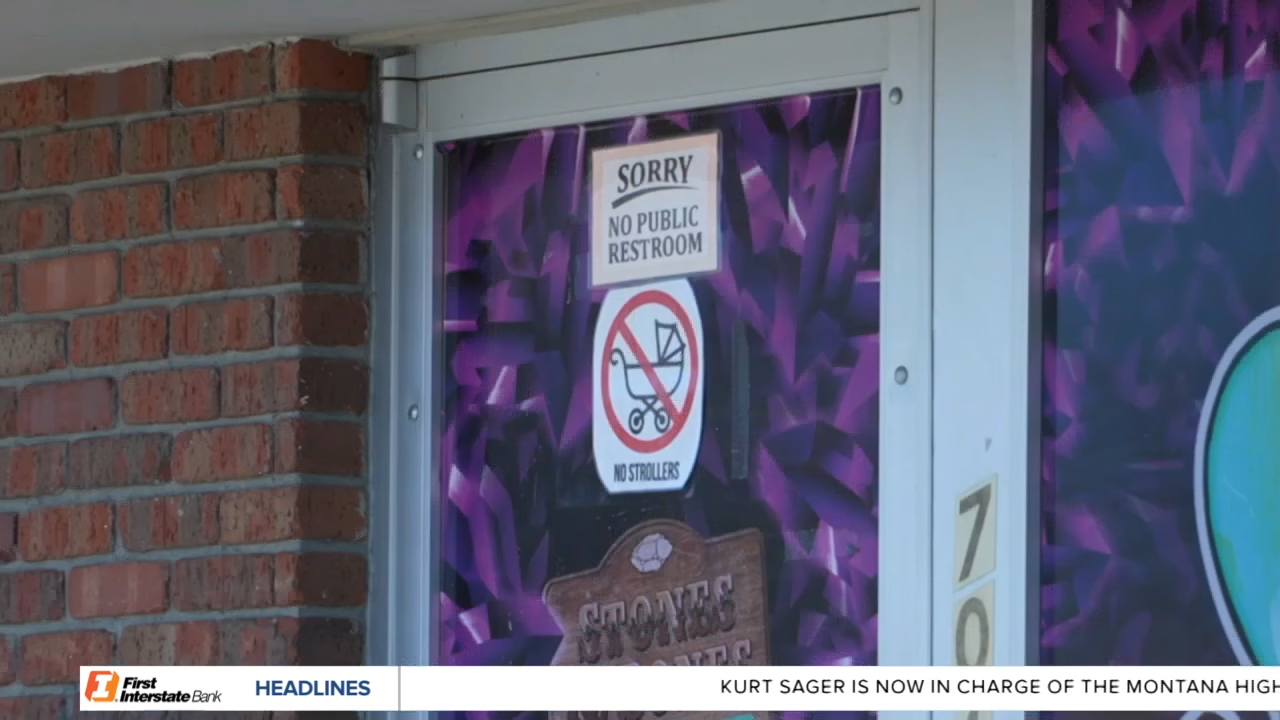 SORRY
NO PUBLIC
RESTROOM
NO STROLLERS
STONES
7
0
First
Interstate Bank
HEADLINES
KURT SAGER IS NOW IN CHARGE OF THE MONTANA HIGH